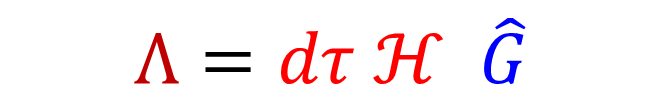 Λ = dτ ℋ Ĝ